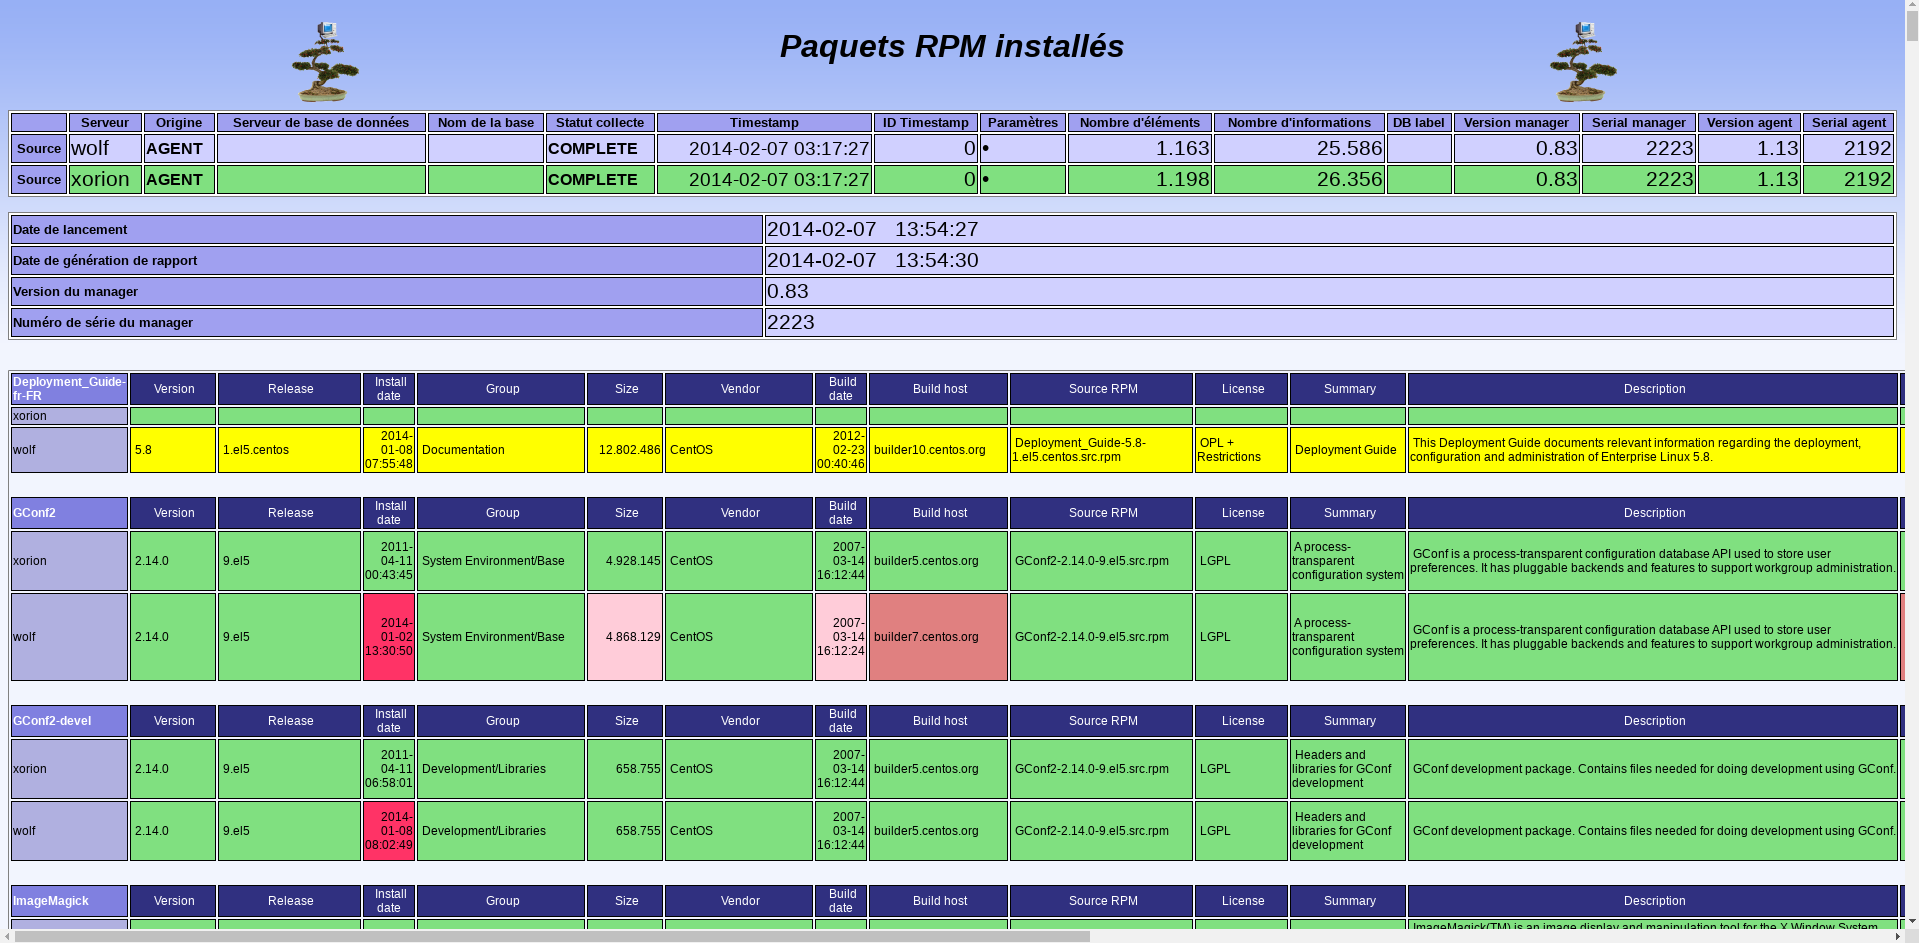 Paquets RPM installés
Serveur Origine Serveur de base de données Nom de la base Statut collecte Timestamp ID Timestamp Paramètres Nombre d'éléments Nombre d'informations DB label Version manager Serial manager Version agent Serial agent
Source wolf AGENT COMPLETE 2014-02-07 03:17:27 0 • 1.163 25.586 0.83 2223 1.13 2192
Source xorion AGENT COMPLETE 2014-02-07 03:17:27 0 • 1.198 26.356 0.83 2223 1.13 2192
Date de lancement 2014-02-07 13:54:27
Date de génération de rapport 2014-02-07 13:54:30
Version du manager 0.83
Numéro de série du manager 2223
Deployment_Guide-
fr-FR
Version Release
Install
date
Group Size Vendor
Build
date
Build host Source RPM License Summary Description
xorion
wolf 5.8 1.el5.centos
2014-
01-08
07:55:48
Documentation 12.802.486 CentOS
2012-
02-23
00:40:46
builder10.centos.org
Deployment_Guide-5.8-
1.el5.centos.src.rpm
OPL +
Restrictions
Deployment Guide
This Deployment Guide documents relevant information regarding the deployment,
configuration and administration of Enterprise Linux 5.8.
GConf2 Version Release
Install
date
Group Size Vendor
Build
date
Build host Source RPM License Summary Description
xorion 2.14.0 9.el5
2011-
04-11
00:43:45
System Environment/Base 4.928.145 CentOS
2007-
03-14
16:12:44
builder5.centos.org GConf2-2.14.0-9.el5.src.rpm LGPL
A process-
transparent
configuration system
GConf is a process-transparent configuration database API used to store user
preferences. It has pluggable backends and features to support workgroup administration.
wolf 2.14.0 9.el5
2014-
01-02
13:30:50
System Environment/Base 4.868.129 CentOS
2007-
03-14
16:12:24
builder7.centos.org GConf2-2.14.0-9.el5.src.rpm LGPL
A process-
transparent
configuration system
GConf is a process-transparent configuration database API used to store user
preferences. It has pluggable backends and features to support workgroup administration.
GConf2-devel Version Release
Install
date
Group Size Vendor
Build
date
Build host Source RPM License Summary Description
xorion 2.14.0 9.el5
2011-
04-11
06:58:01
Development/Libraries 658.755 CentOS
2007-
03-14
16:12:44
builder5.centos.org GConf2-2.14.0-9.el5.src.rpm LGPL
Headers and
libraries for GConf
development
GConf development package. Contains files needed for doing development using GConf.
wolf 2.14.0 9.el5
2014-
01-08
08:02:49
Development/Libraries 658.755 CentOS
2007-
03-14
16:12:44
builder5.centos.org GConf2-2.14.0-9.el5.src.rpm LGPL
Headers and
libraries for GConf
development
GConf development package. Contains files needed for doing development using GConf.
ImageMagick Version Release
Install
date
Group Size Vendor
Build
date
Build host Source RPM License Summary Description
ImageMagick(TM) is an image display and manipulation tool for the X Window System.